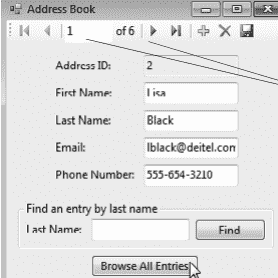 Address Book
1 of 6
Address ID: 2
First Name: Lisa
Last Name: Black
Email: lblack@deitel.com
Phone Number: 555-654-3210
Find an entry by last name
Last Name: Find
Browse All Entries